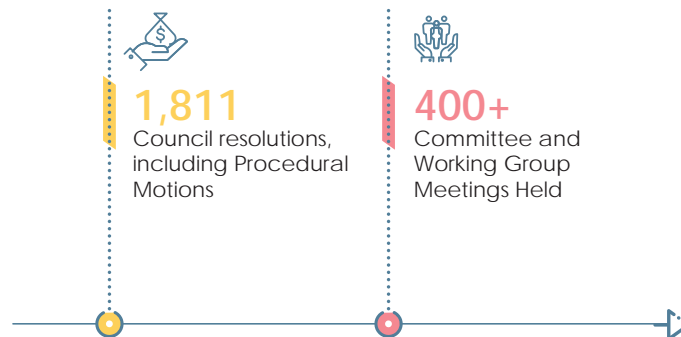 $
1,811
Council resolutions,
including Procedural
Motions
400+
Committee and
Working Group
Meetings Held